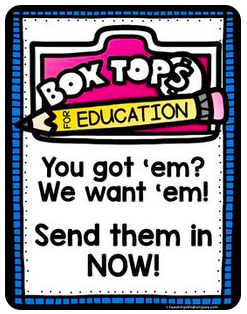 BOX TOPS
FOR EDUCATION
You got ‘em?
We want ‘em!
Send them in
NOW!